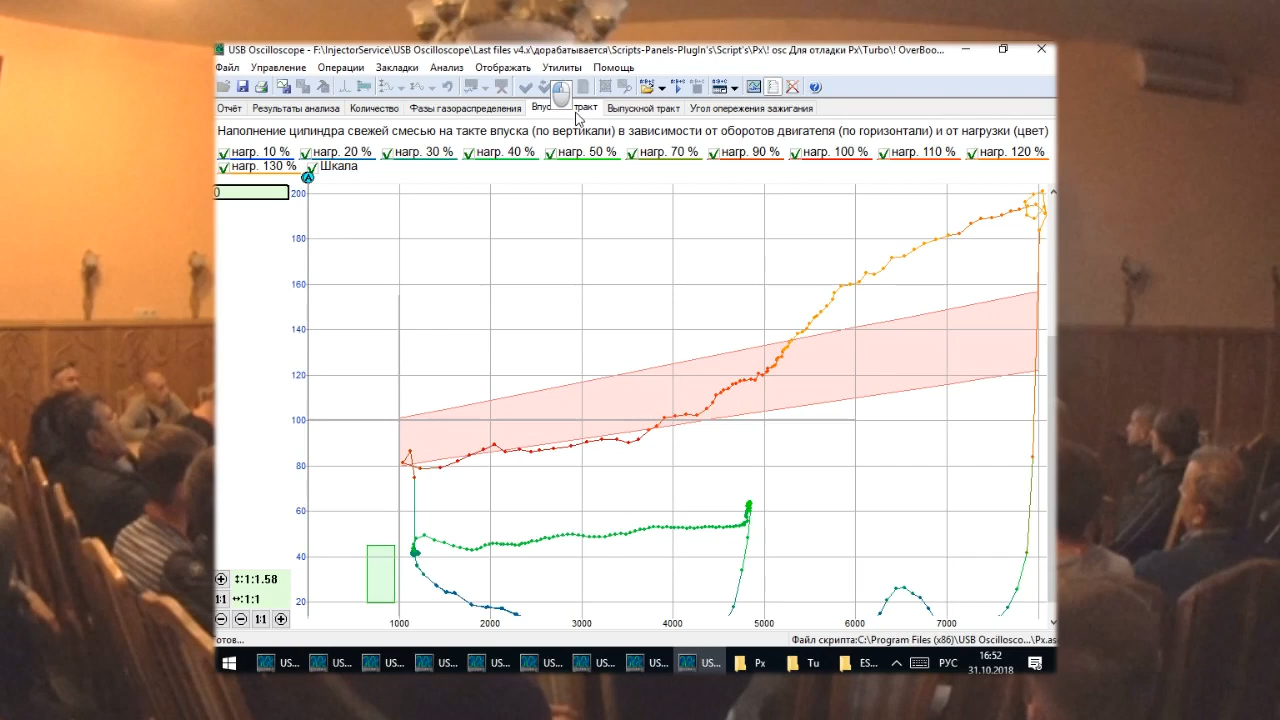 USB Oscilloscope - F:\InjectorService\USB Oscilloscope\Last files v4.x\дорабатывается\Scripts-Panels-PlugIn's\Script's\Px\! osc Для отладки Px\Turbo\! OverBoo...
Файл Управление Операции Закладки Анализ Отображать Утилиты Помощь
Отчёт Результаты анализа Количество Фазы газораспределения Впус тракт Выпускной тракт Угол опережения зажигания
Наполнение цилиндра свежей смесью на такте впуска (по вертикали) в зависимости от оборотов двигателя (по горизонтали) и от нагрузки (цвет)
нагр. 10 % нагр. 20 % нагр. 30 % нагр. 40 % нагр. 50 % нагр. 70 % нагр. 90 % нагр. 100 % нагр. 110 % нагр. 120 %
нагр. 130 % Шкала
A
0
200
180
160
140
120
100
80
60
40
20
1:1.58
1:1 1:1
1:1
1000 2000 3000 4000 5000 6000 7000
отов... Файл скрипта:C:\Program Files (x86)\USB Oscillosco...\Px.as
US... US... US... US... US... US... US... US... US... Px Tu ES... РУС 16:52
31.10.2018